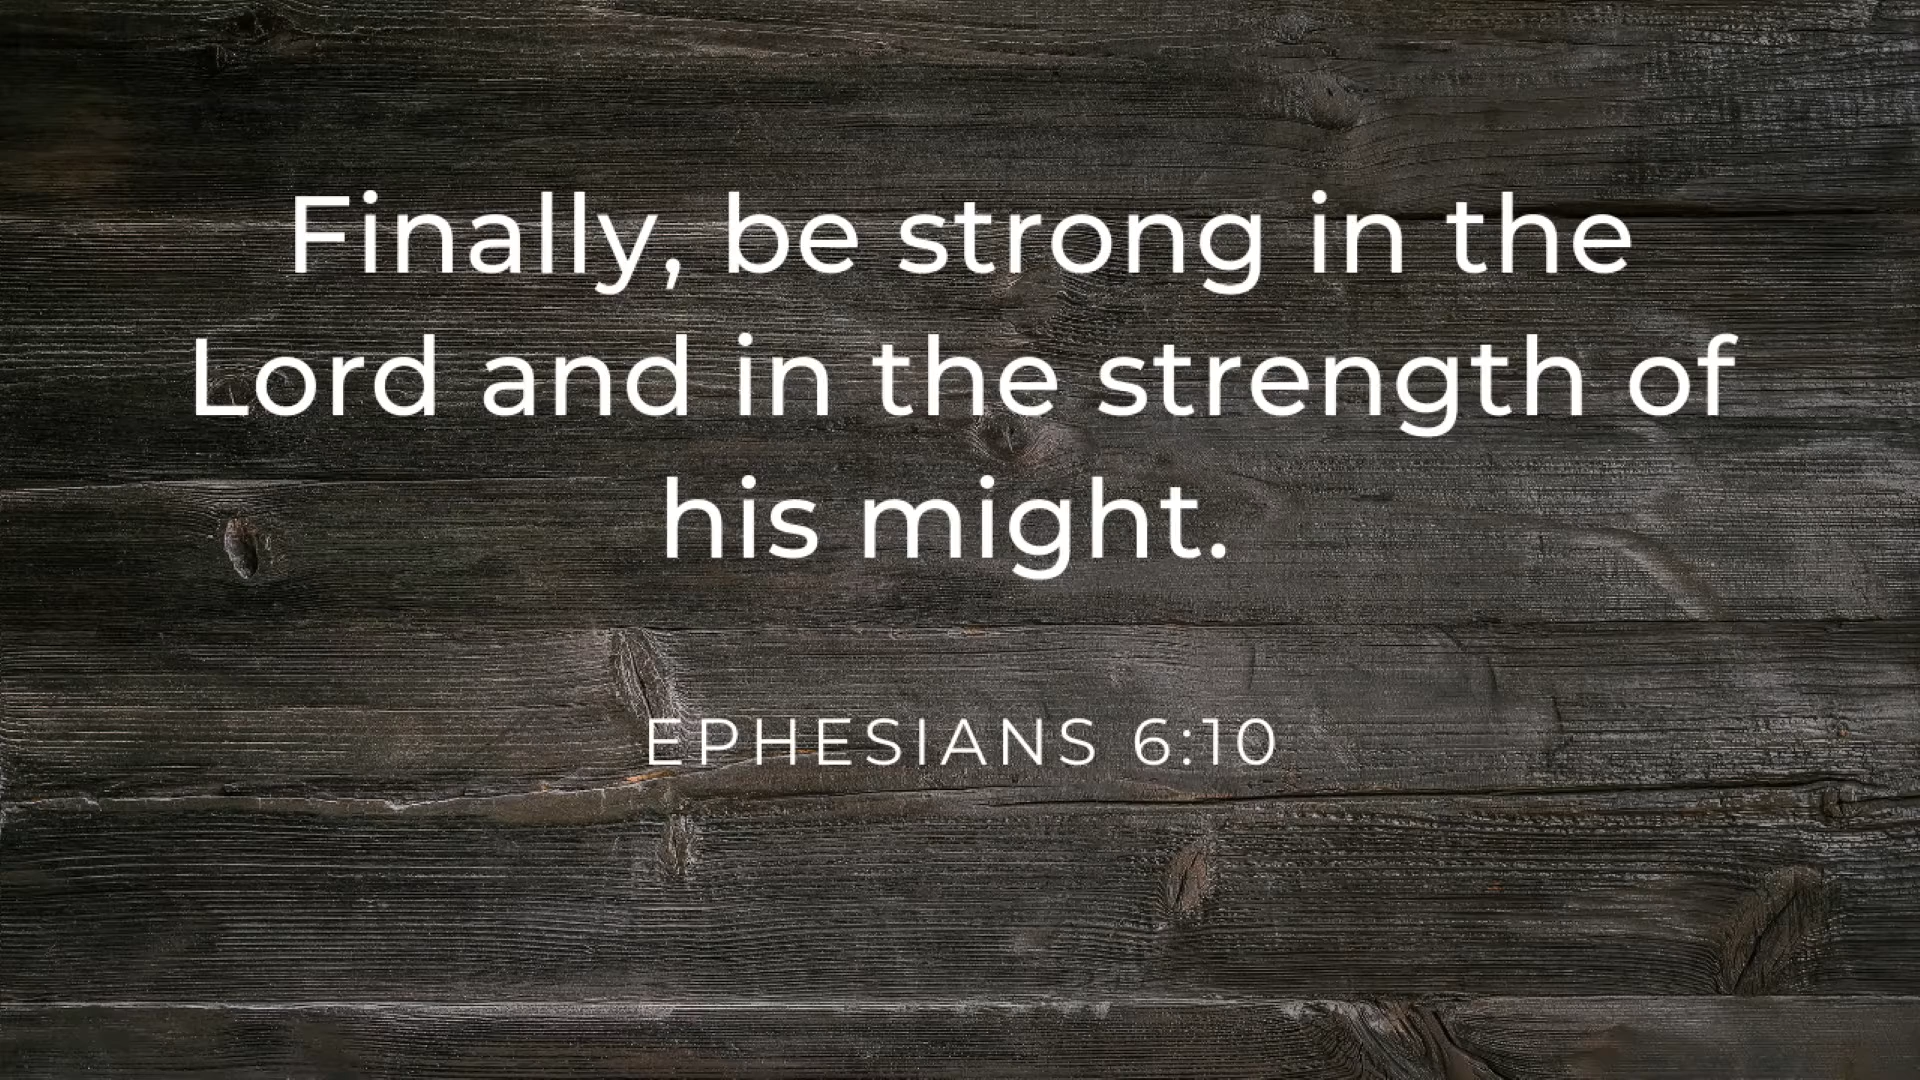 Finally, be strong in the
Lord and in the strength of
his might.
EPHESIANS 6:10